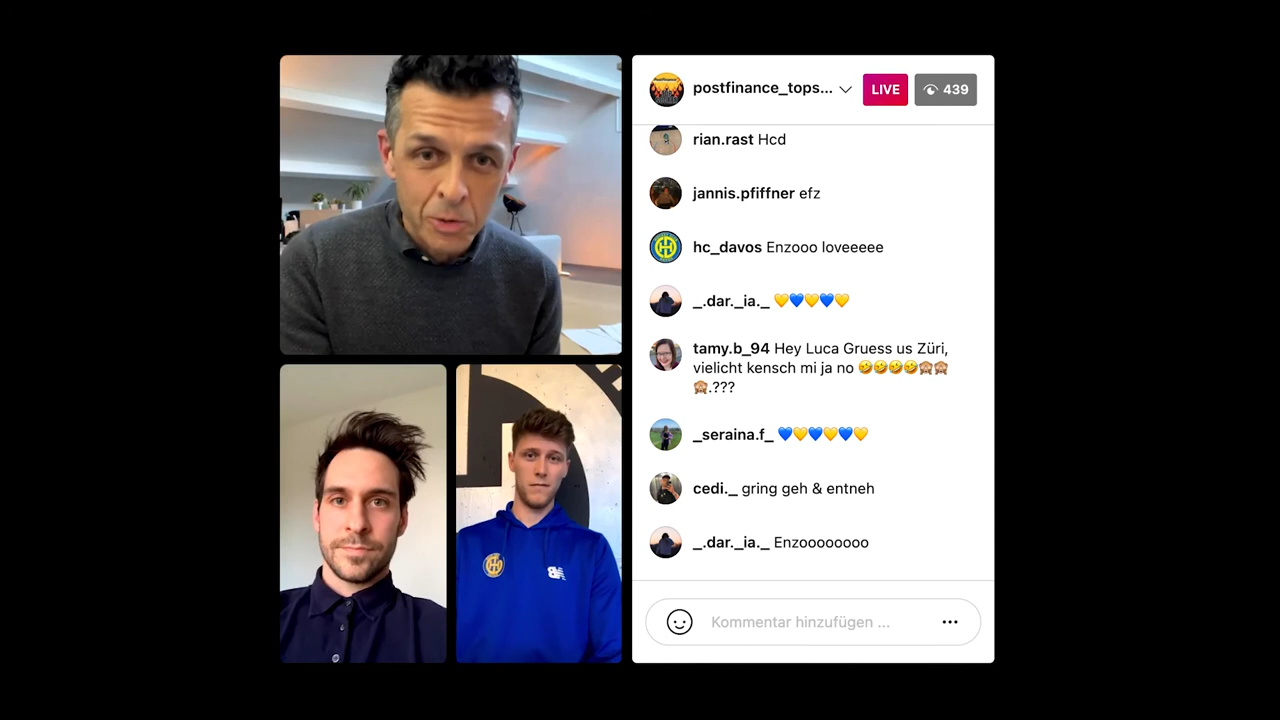 postfinance_tops...
LIVE
439
rian.rast Hcd
jannis.pfiffner efz
hc_davos Enzooo loveeeee
_.dar._ia._ 💛💙💛💙💛
tamy.b_94 Hey Luca Gruess us Züri,
vielicht kensch mi ja no 🤣🤣🤣🤣🙈🙈
🙈.???
_seraina.f_ 💙💛💙💛💙💛
cedi._ gring geh & entneh
_.dar._ia._ Enzoooooooo
Kommentar hinzufügen ...